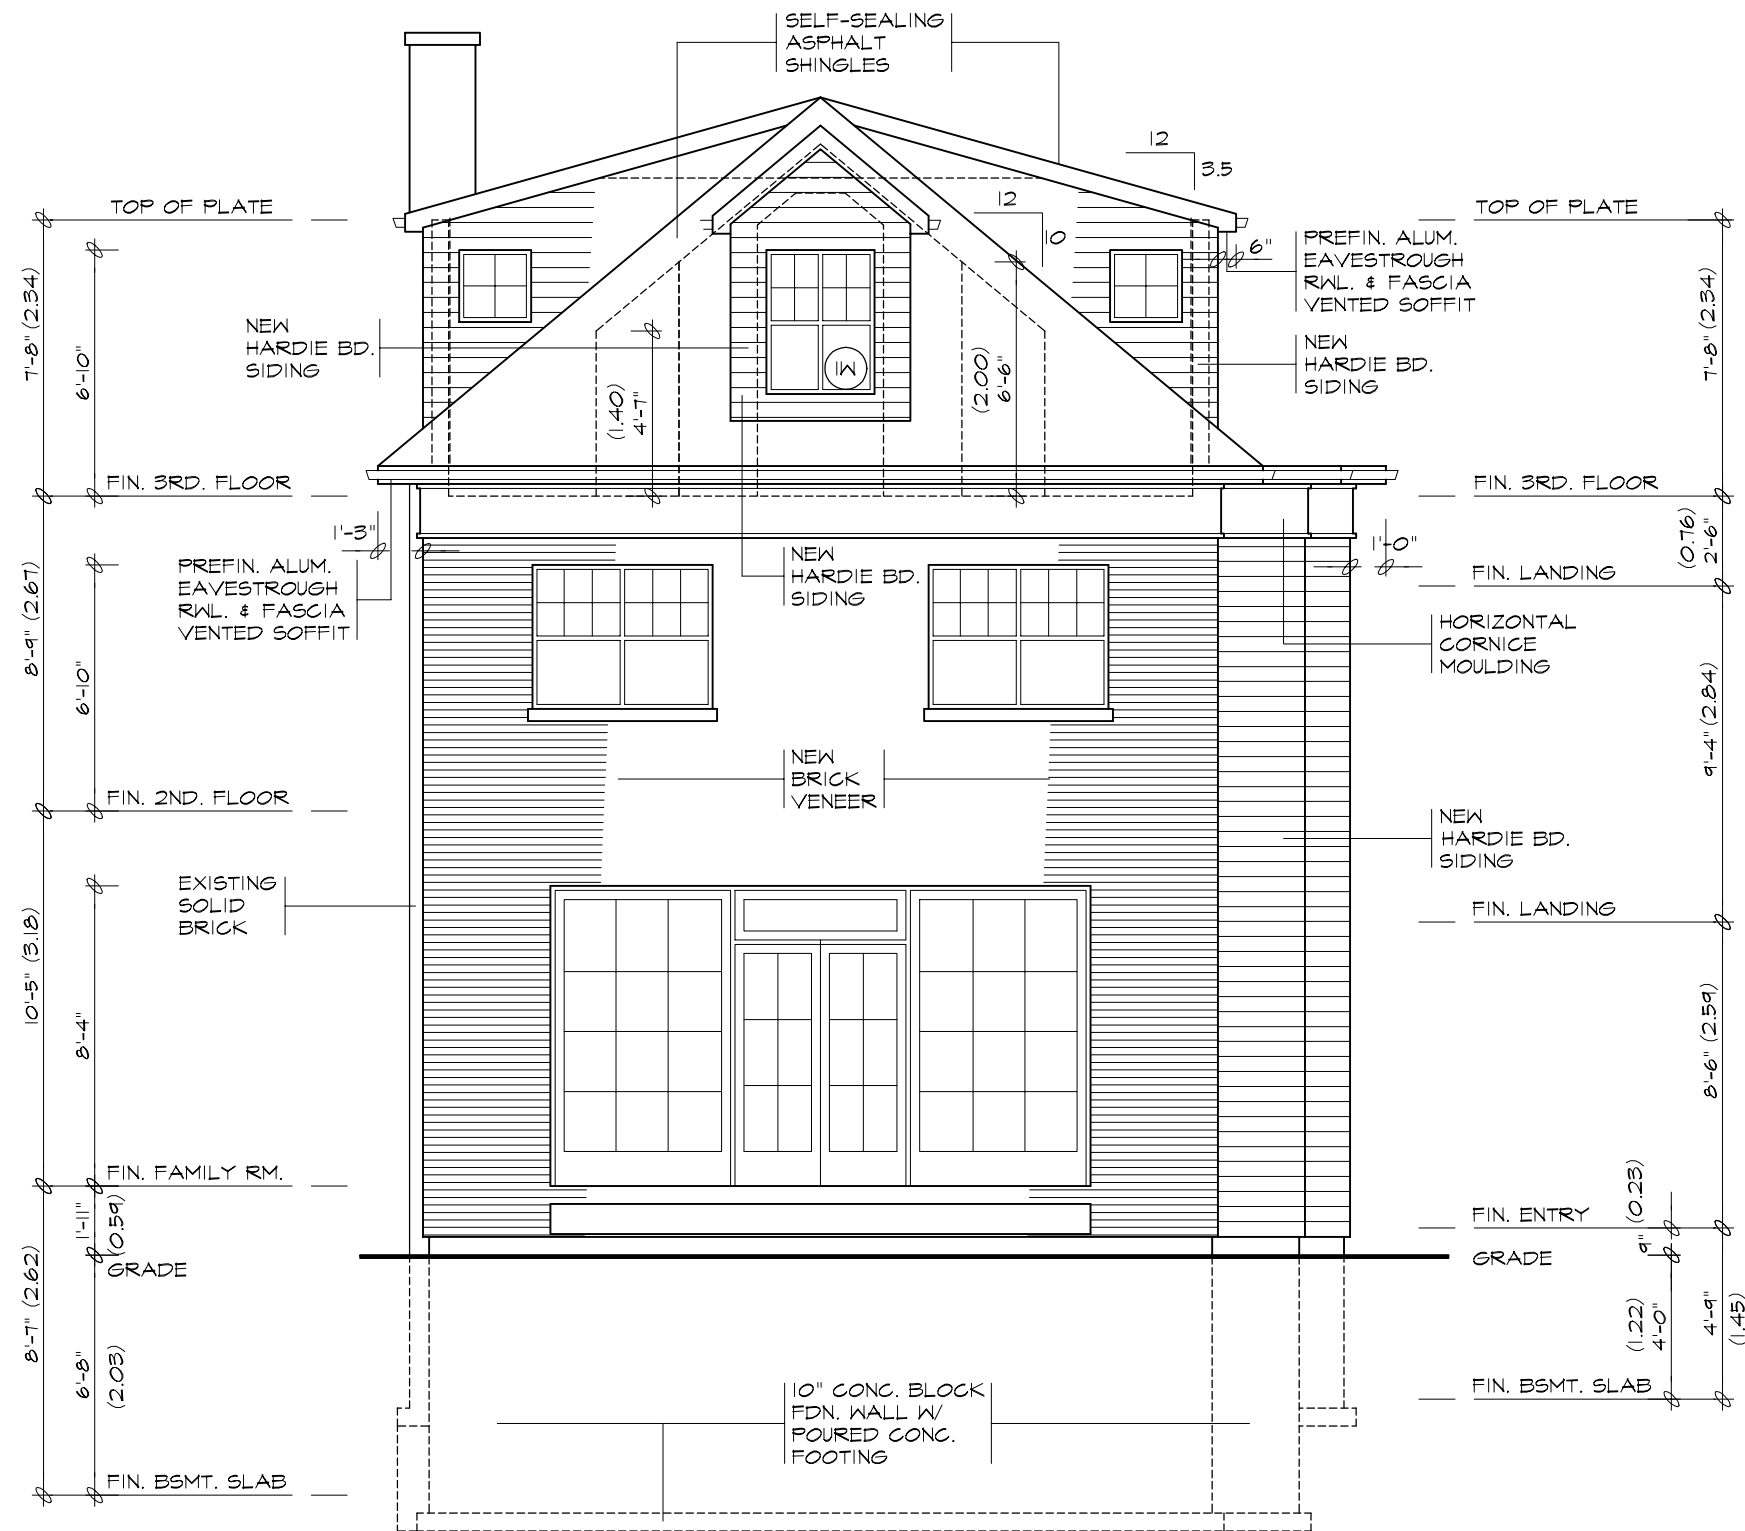 SELF-SEALING
ASPHALT
SHINGLES
12
3.5
12
10
TOP OF PLATE
TOP OF PLATE
6"
PREFIN. ALUM.
EAVESTROUGH
RWL. & FASCIA
VENTED SOFFIT
7'-8" (2.34)
6'-10"
NEW
HARDIE BD.
SIDING
NEW
HARDIE BD.
SIDING
7'-8" (2.34)
M1
(1.40)
4'-7"
(2.00)
6'-6"
FIN. 3RD. FLOOR
FIN. 3RD. FLOOR
1'-3"
1'-0"
(0.76)
2'-6"
PREFIN. ALUM.
EAVESTROUGH
RWL. & FASCIA
VENTED SOFFIT
NEW
HARDIE BD.
SIDING
FIN. LANDING
8'-9" (2.67)
6'-10"
HORIZONTAL
CORNICE
MOULDING
9'-4" (2.84)
NEW
BRICK
VENEER
FIN. 2ND. FLOOR
NEW
HARDIE BD.
SIDING
EXISTING
SOLID
BRICK
FIN. LANDING
10'-5" (3.18)
8'-4"
8'-6" (2.59)
FIN. FAMILY RM.
1'-11"
(0.59)
GRADE
FIN. ENTRY
9" (0.23)
GRADE
8'-7" (2.62)
6'-8"
(2.03)
(1.22)
4'-0"
4'-9"
(1.45)
10" CONC. BLOCK
FDN. WALL W/
POURED CONC.
FOOTING
FIN. BSMT. SLAB
FIN. BSMT. SLAB